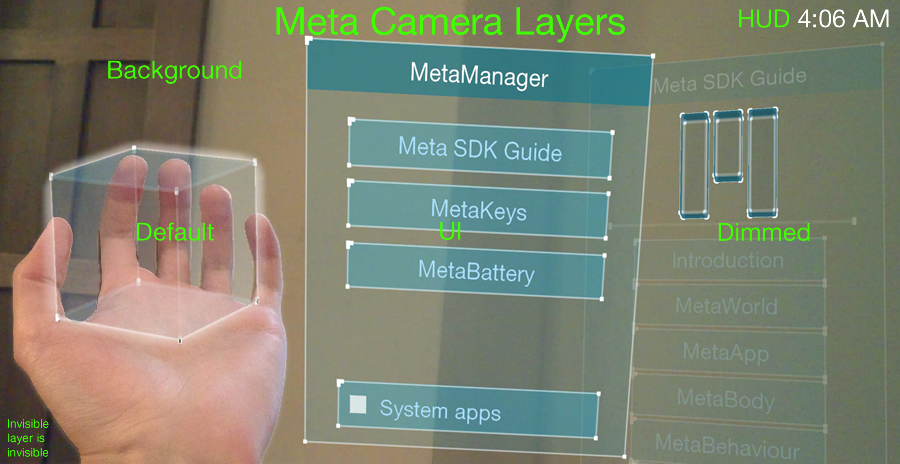 Meta Camera Layers
HUD 4:06 AM
Background
MetaManager
Meta SDK Guide
Meta SDK Guide
MetaKeys
Default
UI
Dimmed
MetaBattery
Introduction
MetaWorld
MetaApp
MetaBody
System apps
Invisible
layer is
invisible
MetaBehaviour